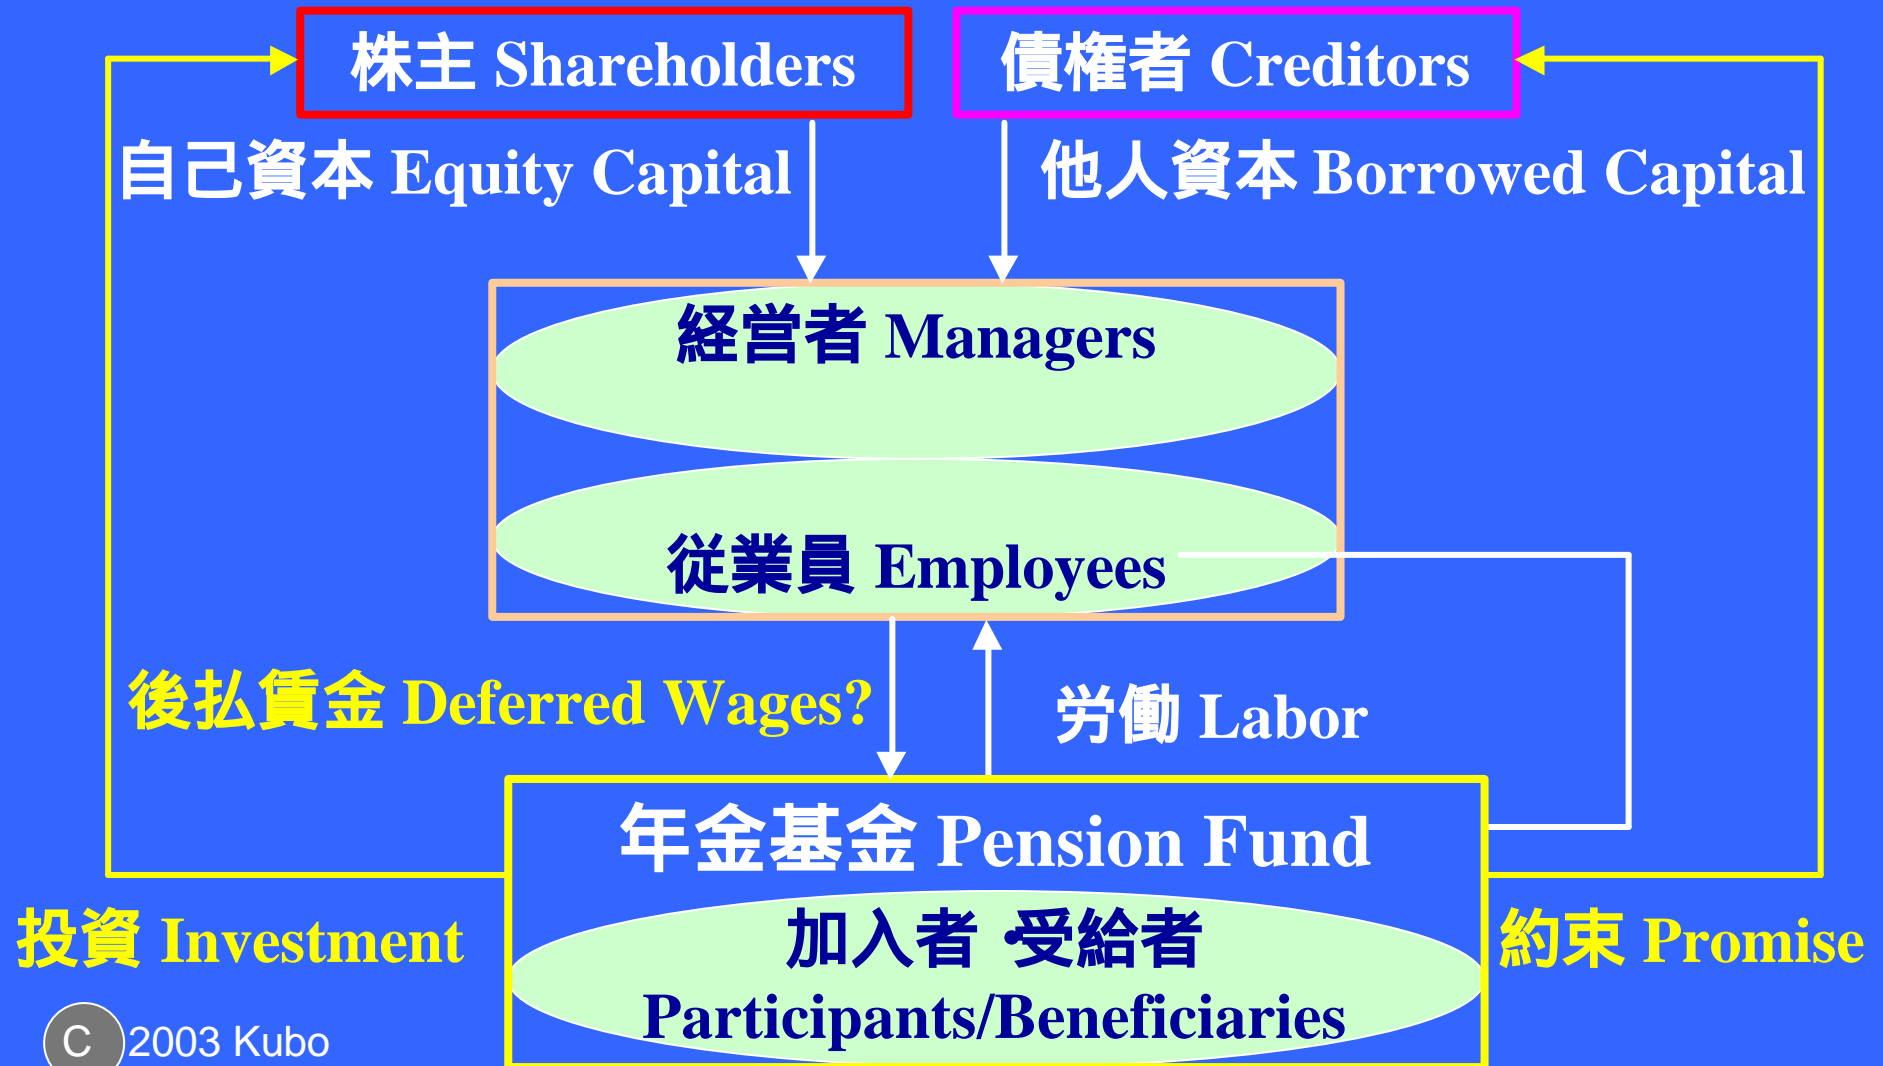 株主 Shareholders
債権者 Creditors
自己資本 Equity Capital
他人資本 Borrowed Capital
経営者 Managers
従業員 Employees
後払賃金 Deferred Wages?
労働 Labor
年金基金 Pension Fund
投資 Investment
加入者・受給者
約束 Promise
Participants/Beneficiaries
C 2003 Kubo